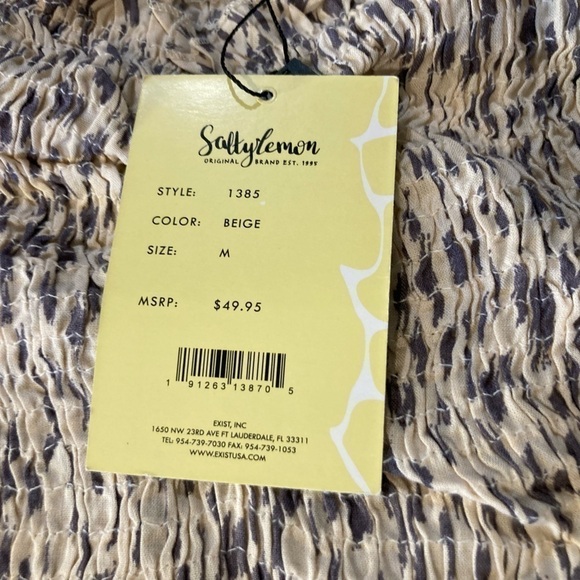 Saltylemon
ORIGINAL BRAND EST. 1995
STYLE: 1385
COLOR: BEIGE
SIZE: M
MSRP: $49.95
1 91263 13870 5
EXIST, INC
1650 NW 23RD AVE FT LAUDERDALE, FL 33311
TEL: 954-739-7030 FAX: 954-739-1053
WWW.EXISTUSA.COM